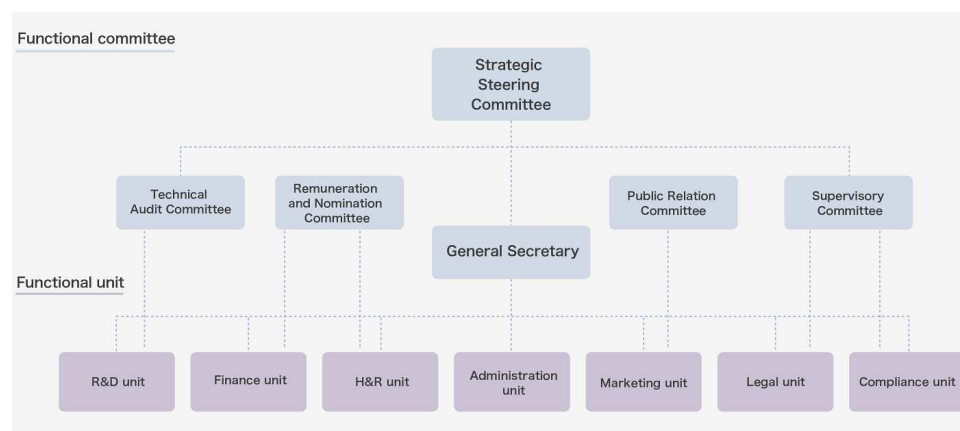 Functional committee
Strategic
Steering
Committee
Technical
Audit Committee
Remuneration
and Nomination
Committee
Public Relation
Committee
Supervisory
Committee
General Secretary
Functional unit
R&D unit
Finance unit
H&R unit
Administration
unit
Marketing unit
Legal unit
Compliance unit